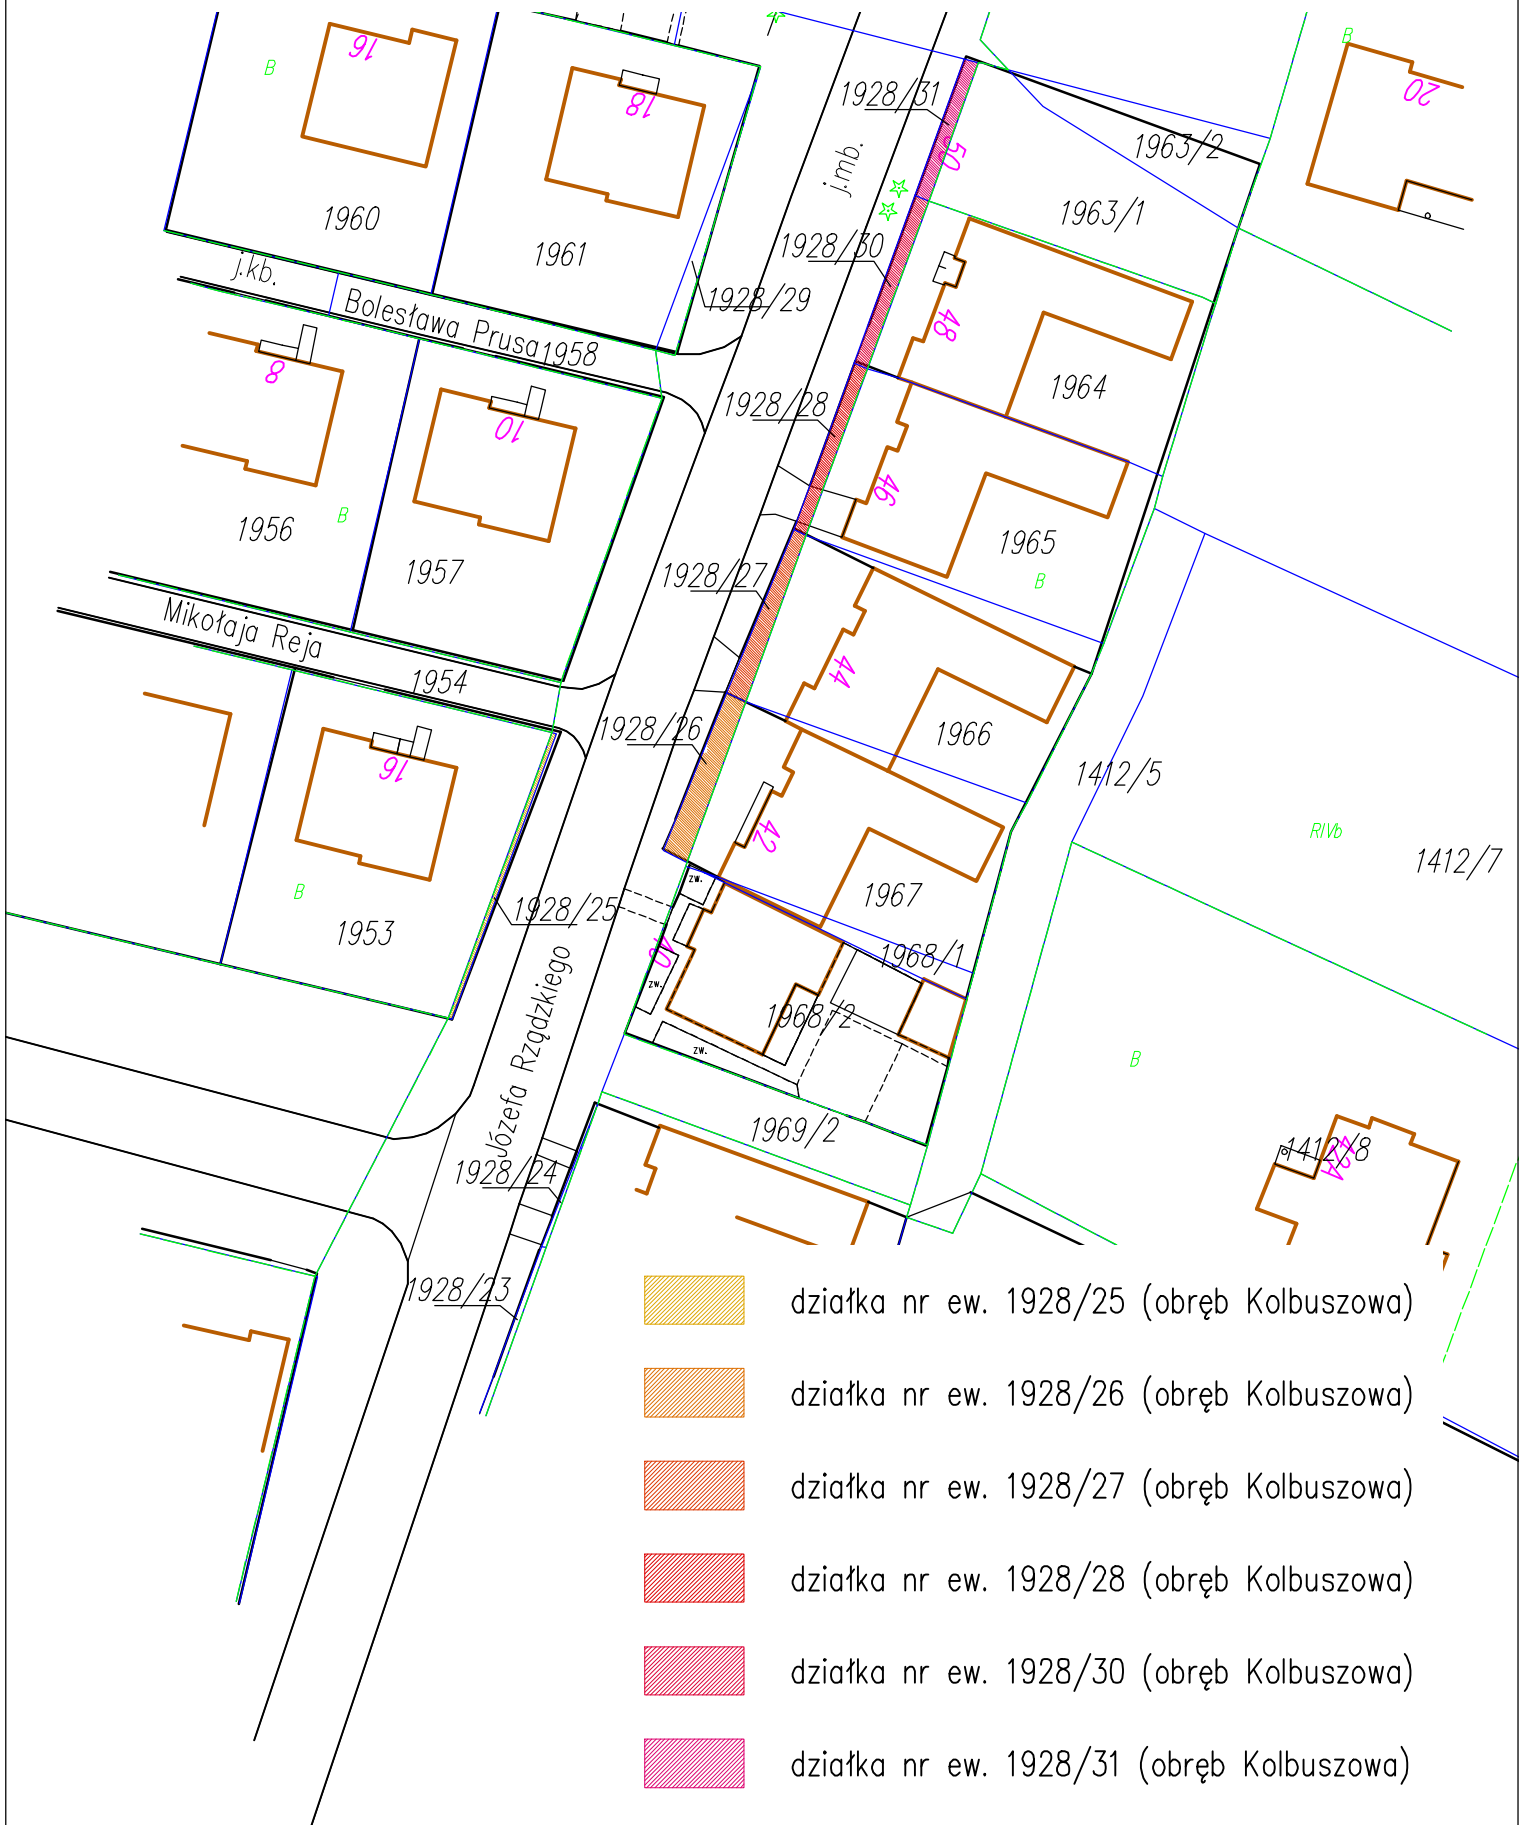 B
16
18
B
20
1928/31
50
1963/2
j.mb.
1960
1961
1963/1
1928/30
j.kb.
1928/29
Bolesława Prusa
1958
48
8
1964
10
1928/28
46
B
1956
1965
1957
1928/27
B
Mikołaja Reja
44
1954
1928/26
1966
16
1412/5
42
RIVb
1412/7
zw.
B
1967
1953
1928/25
40
1968/1
zw.
1968/2
Józefa Rządzkiego
zw.
B
1969/2
1412/8
42A
1928/24
1928/23
działka nr ew. 1928/25 (obręb Kolbuszowa)
działka nr ew. 1928/26 (obręb Kolbuszowa)
działka nr ew. 1928/27 (obręb Kolbuszowa)
działka nr ew. 1928/28 (obręb Kolbuszowa)
działka nr ew. 1928/30 (obręb Kolbuszowa)
działka nr ew. 1928/31 (obręb Kolbuszowa)